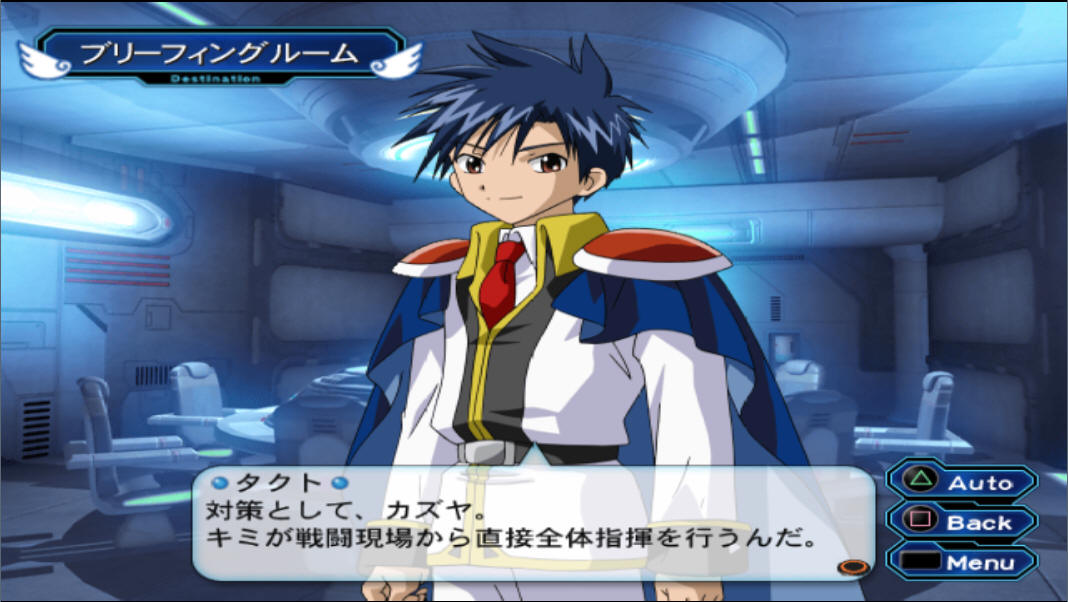 ブリーフィングルーム
Destination
タクト
対策として、カズヤ。
キミが戦闘現場から直接全体指揮を行うんだ。
Auto
Back
Menu